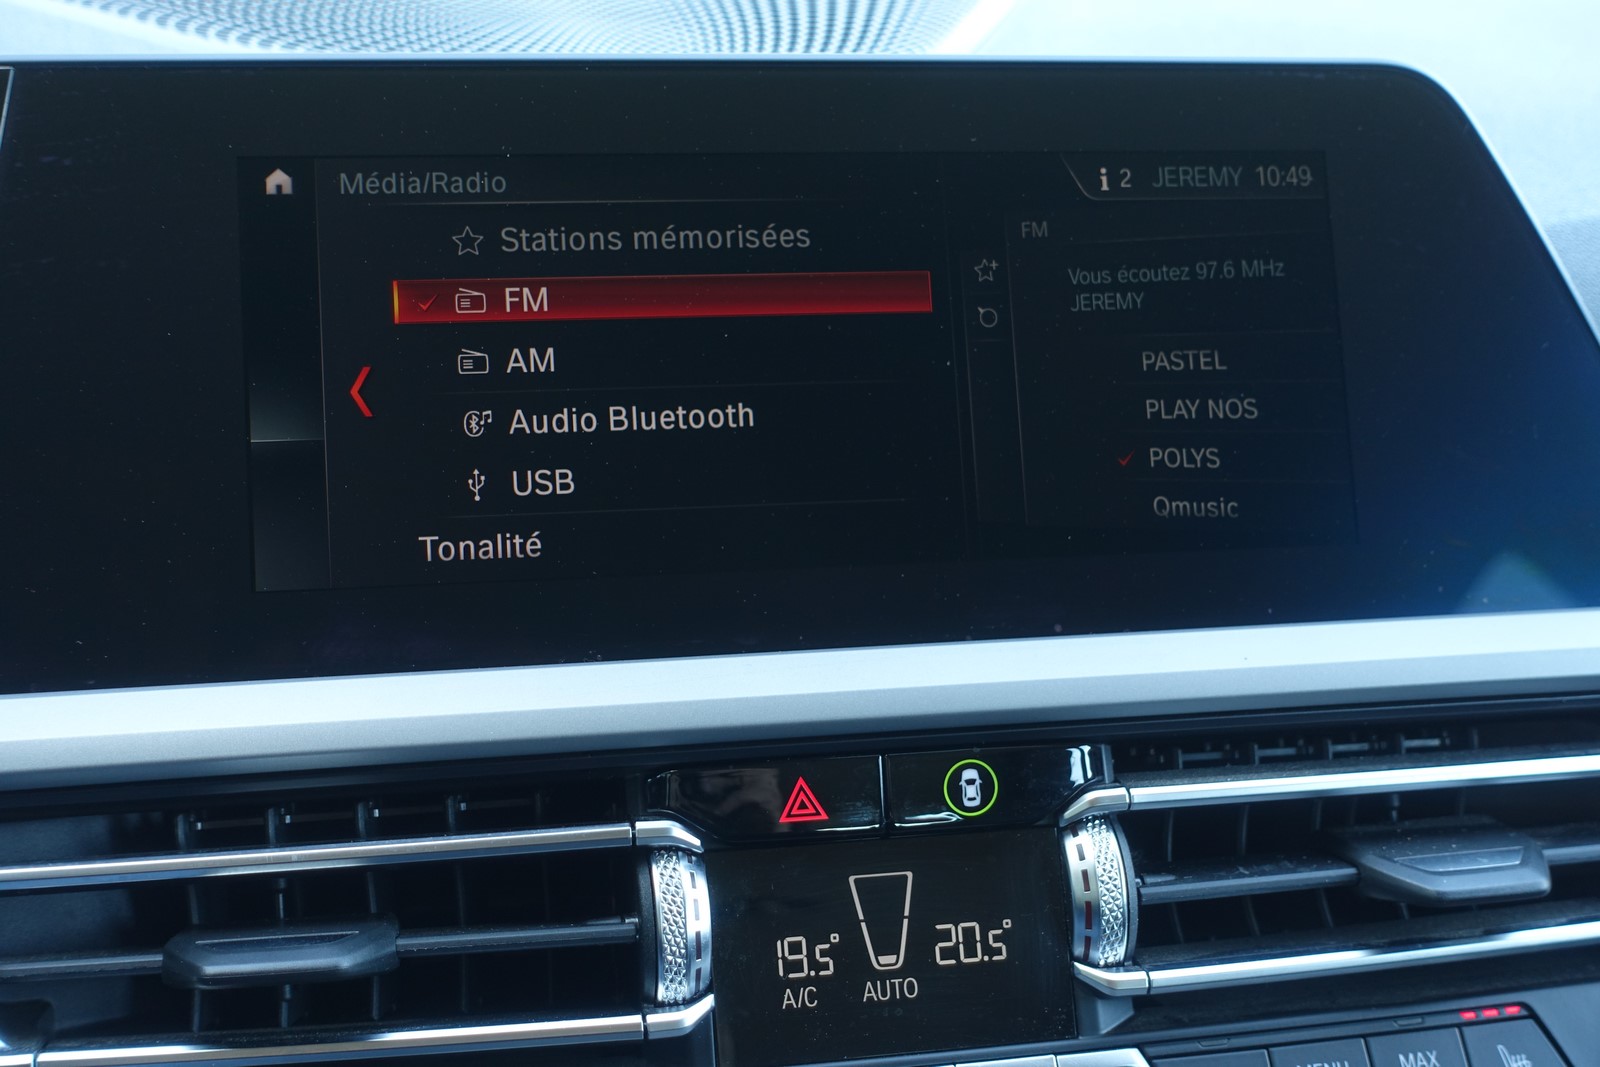 Média/Radio
i 2 JEREMY 10:49
Stations mémorisées
FM
AM
Audio Bluetooth
USB
Tonalité
FM
Vous écoutez 97.6 MHz
JEREMY
PASTEL
PLAY NOS
POLYS
Qmusic
19.5° 20.5°
A/C AUTO
MENU MAX